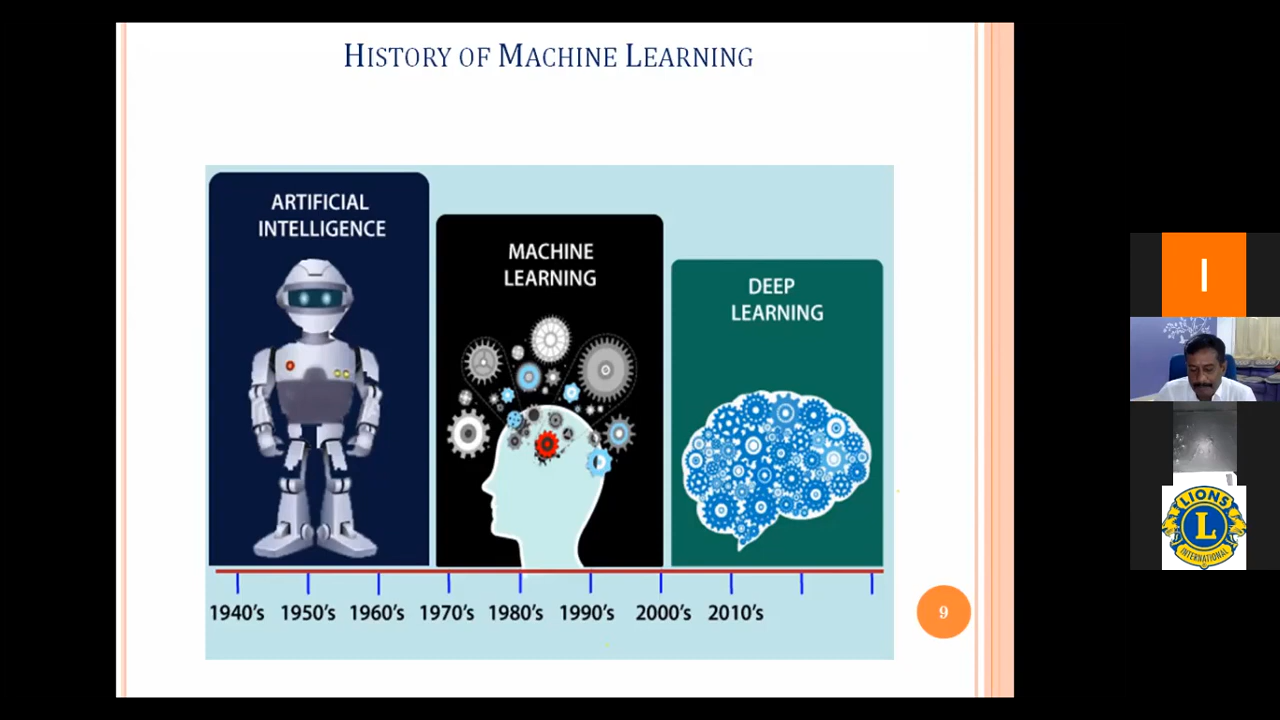 HISTORY OF MACHINE LEARNING
ARTIFICIAL
INTELLIGENCE
MACHINE
LEARNING
DEEP
LEARNING
1940's 1950's 1960's 1970's 1980's 1990's 2000's 2010's
9
I
LIONS
L
INTERNATIONAL